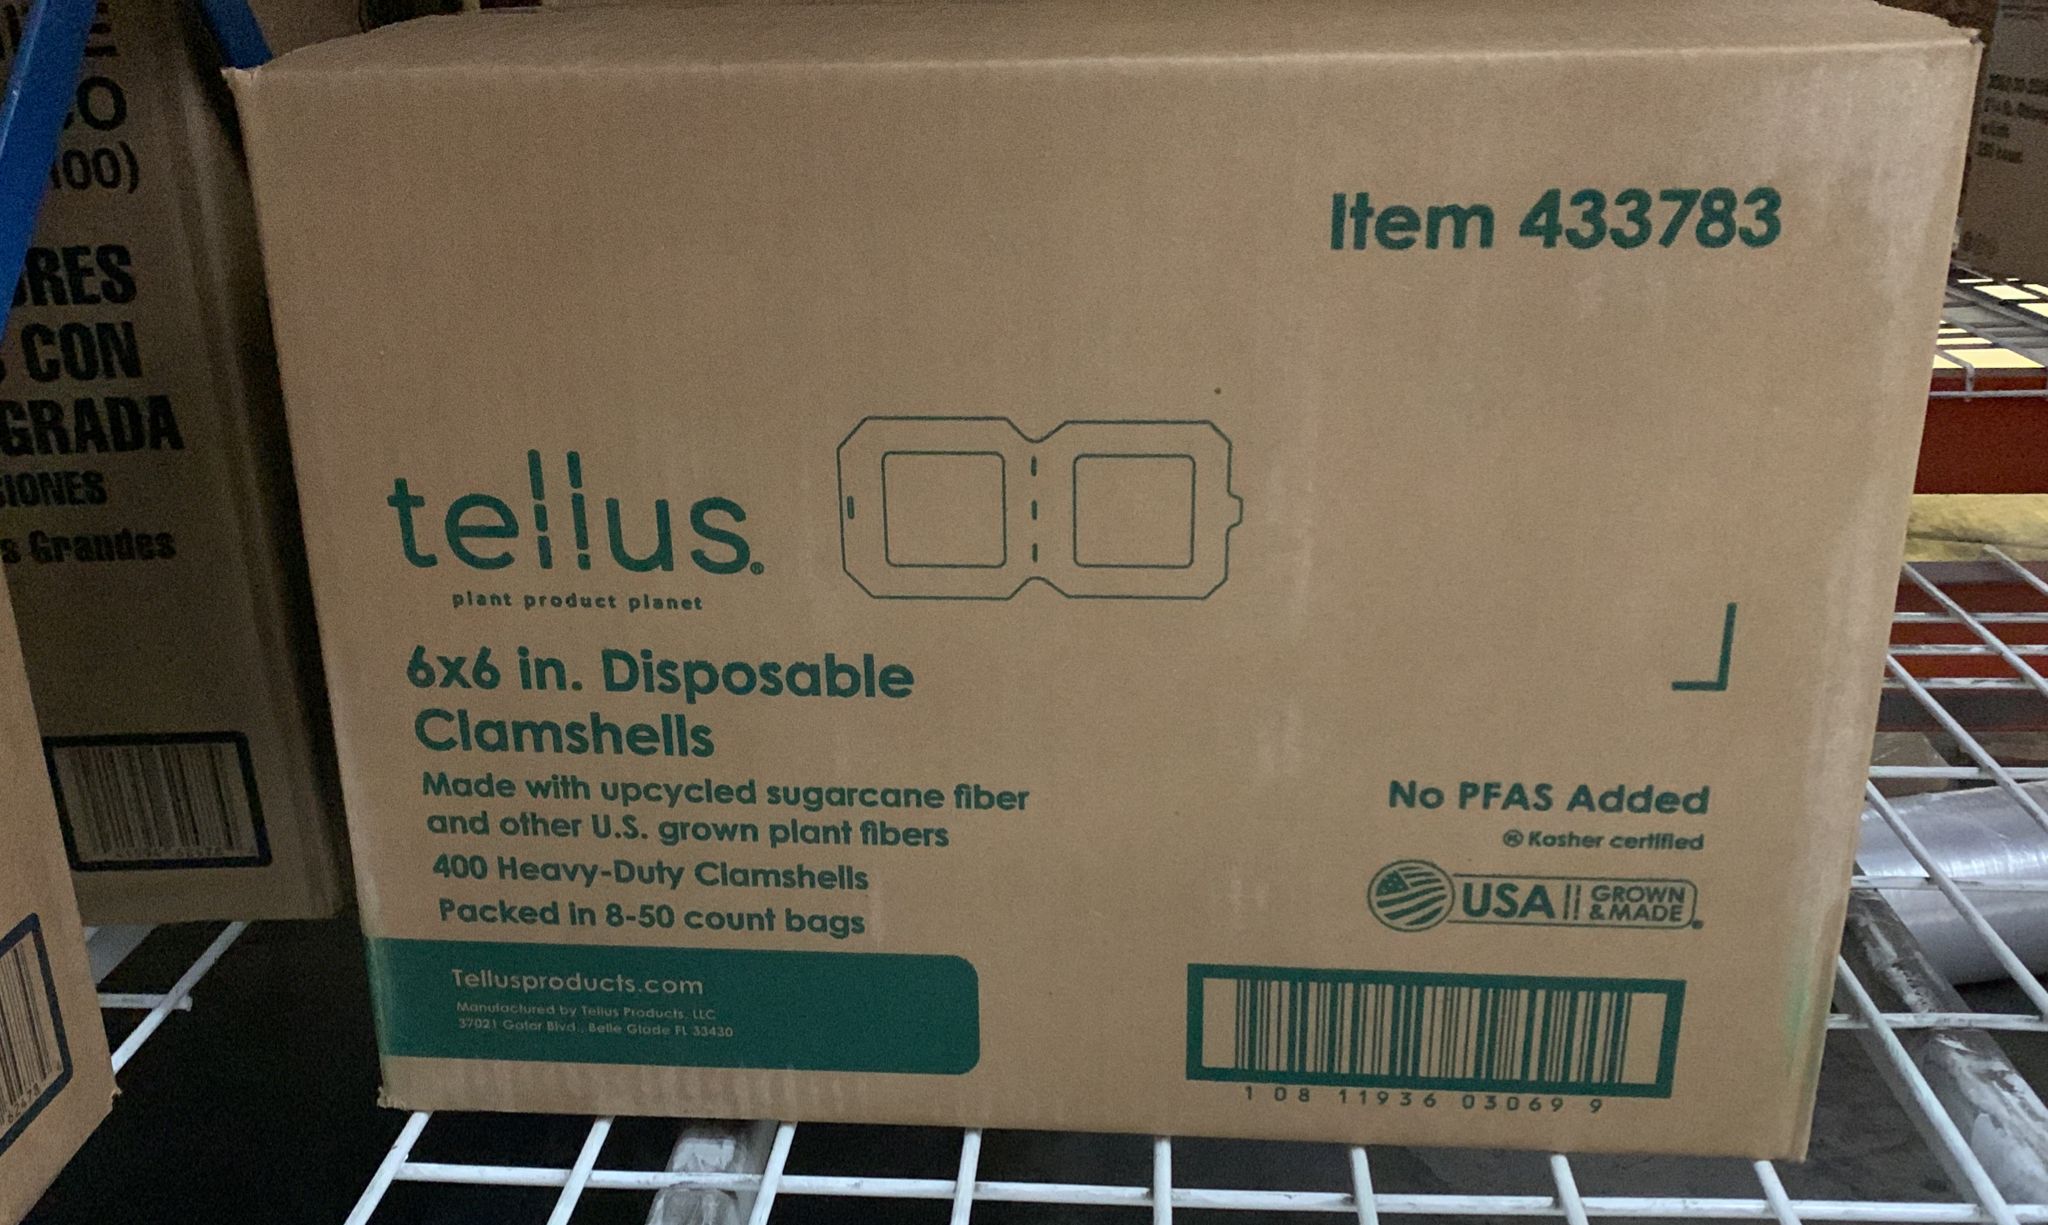 O
100)
RES
CON
GRADA
IONES
s Grandes
Item 433783
tellus®
plant product planet
6x6 in. Disposable
Clamshells
Made with upcycled sugarcane fiber
and other U.S. grown plant fibers
400 Heavy-Duty Clamshells
Packed in 8-50 count bags
Tellusproducts.com
Manufactured by Tellus Products, LLC
37021 Gator Blvd., Belle Glade FL 33430
No PFAS Added
Kosher certified
USA || GROWN
& MADE
1 08 11936 03069 9